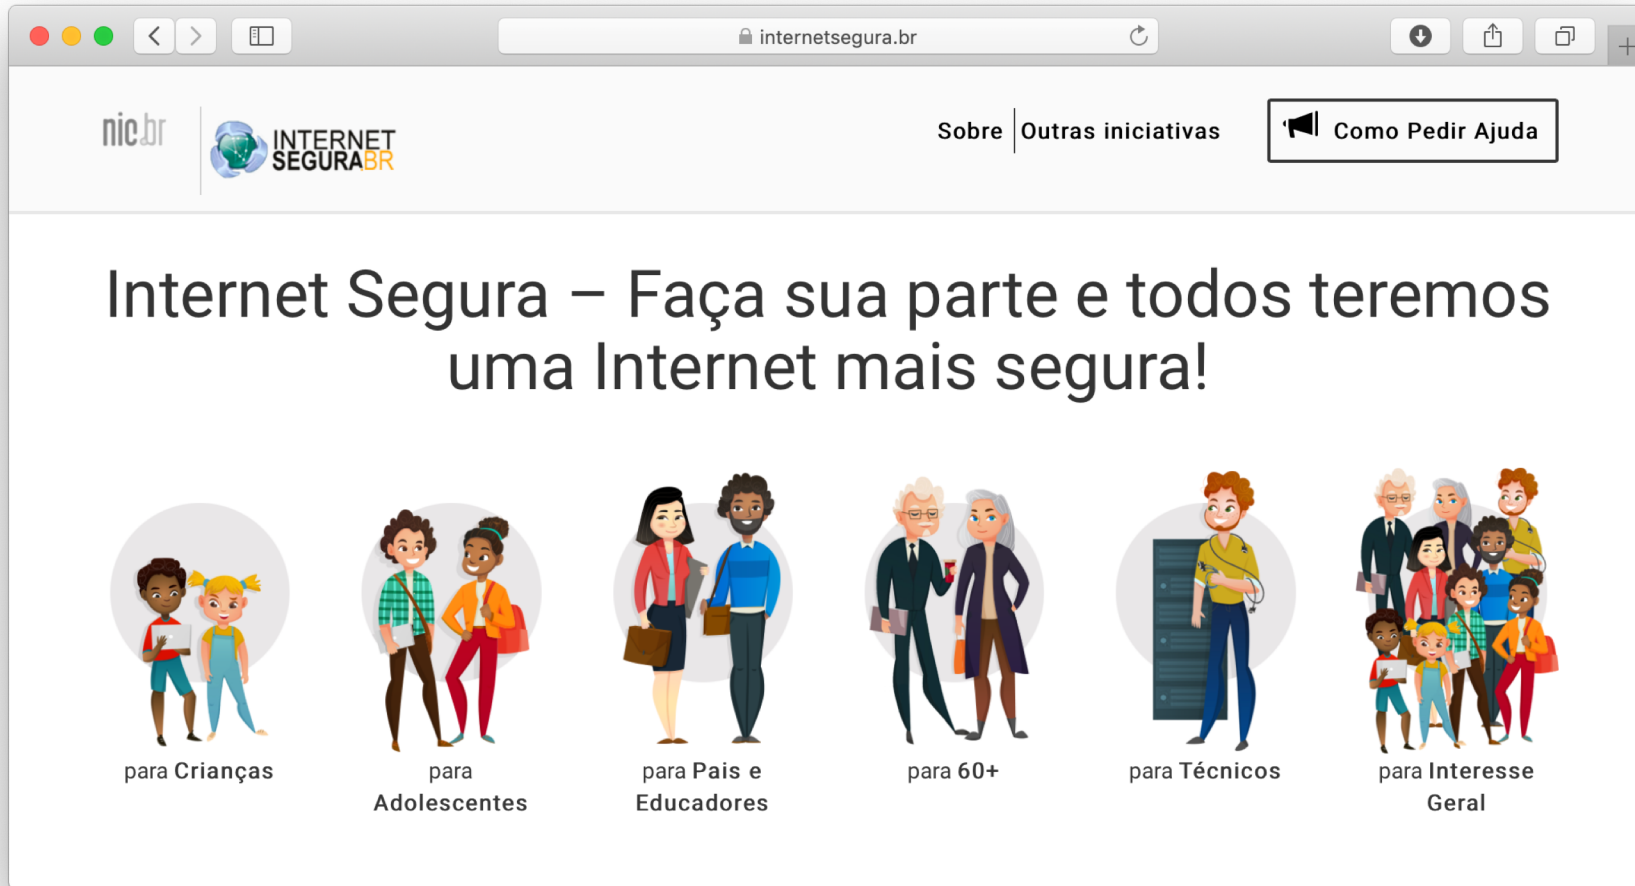 internetsegura.br
nic.br
INTERNET
SEGURABR
Sobre
Outras iniciativas
Como Pedir Ajuda
Internet Segura – Faça sua parte e todos teremos
uma Internet mais segura!
para Crianças
para
Adolescentes
para Pais e
Educadores
para 60+
para Técnicos
para Interesse
Geral